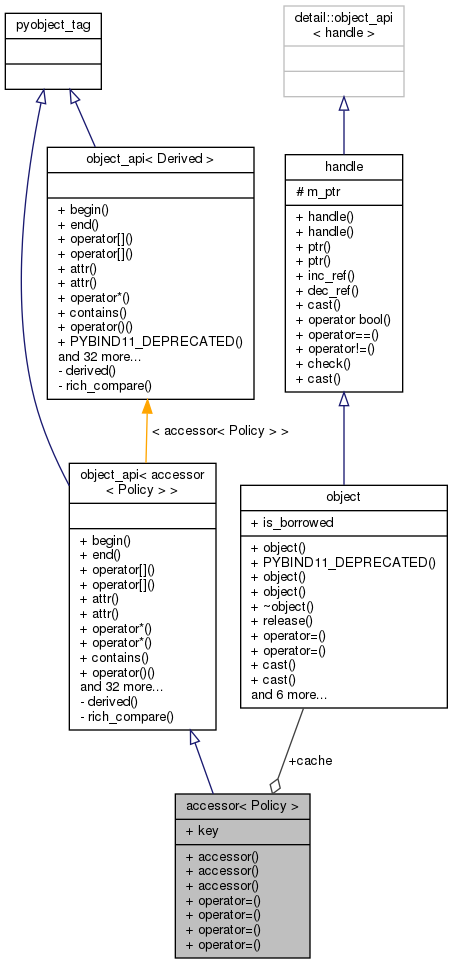 pyobject_tag
detail::object_api
< handle >
object_api< Derived >
+ begin()
+ end()
+ operator[]()
+ operator[]()
+ attr()
+ attr()
+ operator*()
+ contains()
+ operator()()
+ PYBIND11_DEPRECATED()
and 32 more...
- derived()
- rich_compare()
handle
# m_ptr
+ handle()
+ handle()
+ ptr()
+ ptr()
+ inc_ref()
+ dec_ref()
+ cast()
+ operator bool()
+ operator==()
+ operator!=()
+ check()
+ cast()
< accessor< Policy > >
object_api< accessor
< Policy > >
+ begin()
+ end()
+ operator[]()
+ operator[]()
+ attr()
+ attr()
+ operator*()
+ operator*()
+ contains()
+ operator()()
and 32 more...
- derived()
- rich_compare()
object
+ is_borrowed
+ object()
+ PYBIND11_DEPRECATED()
+ object()
+ object()
+ ~object()
+ release()
+ operator=()
+ operator=()
+ cast()
+ cast()
and 6 more...
+cache
accessor< Policy >
+ key
+ accessor()
+ accessor()
+ accessor()
+ operator=()
+ operator=()
+ operator=()
+ operator=()